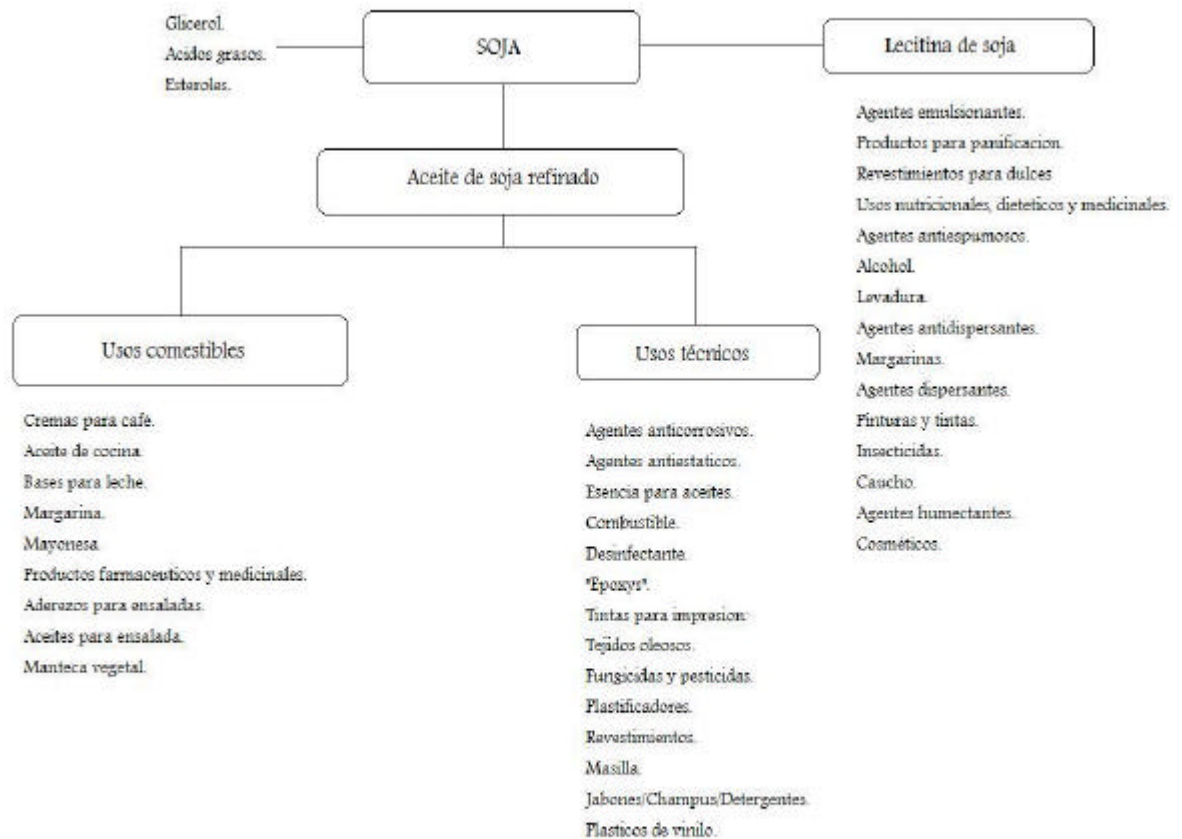 Glicerol.
Acidos grasos.
Esteroles.
SOJA
Lecitina de soja
Agentes emulsionantes.
Productos para panificacion.
Revestimientos para dulces
Usos nutricionales, dieteticos y medicinales.
Agentes antiespumosos.
Alcohol.
Levadura.
Agentes antidispersantes.
Margarinas.
Agentes dispersantes.
Pinturas y tintas.
Insecticidas.
Caucho.
Agentes humectantes.
Cosméticos.
Aceite de soja refinado
Usos comestibles
Cremas para café.
Aceite de cocina.
Bases para leche.
Margarina.
Mayonesa.
Productos farmaceuticos y medicinales.
Aderezos para ensaladas.
Aceites para ensalada.
Manteca vegetal.
Usos técnicos
Agentes anticorrosivos.
Agentes antiestaticos.
Esencia para aceites.
Combustible.
Desinfectante.
"Epoxys".
Tintas para impresion.
Tejidos oleosos.
Fungicidas y pesticidas.
Plastificadores.
Revestimientos.
Masilla.
Jabones/Champus/Detergentes.
Plasticos de vinilo.